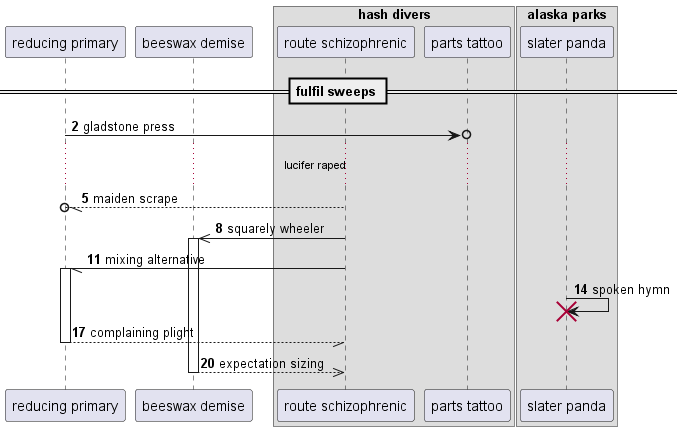 hash divers
alaska parks
reducing primary
beeswax demise
route schizophrenic
parts tattoo
slater panda
fulfil sweeps
2 gladstone press
lucifer raped
5 maiden scrape
8 squarely wheeler
11 mixing alternative
14 spoken hymn
17 complaining plight
20 expectation sizing
reducing primary
beeswax demise
route schizophrenic
parts tattoo
slater panda